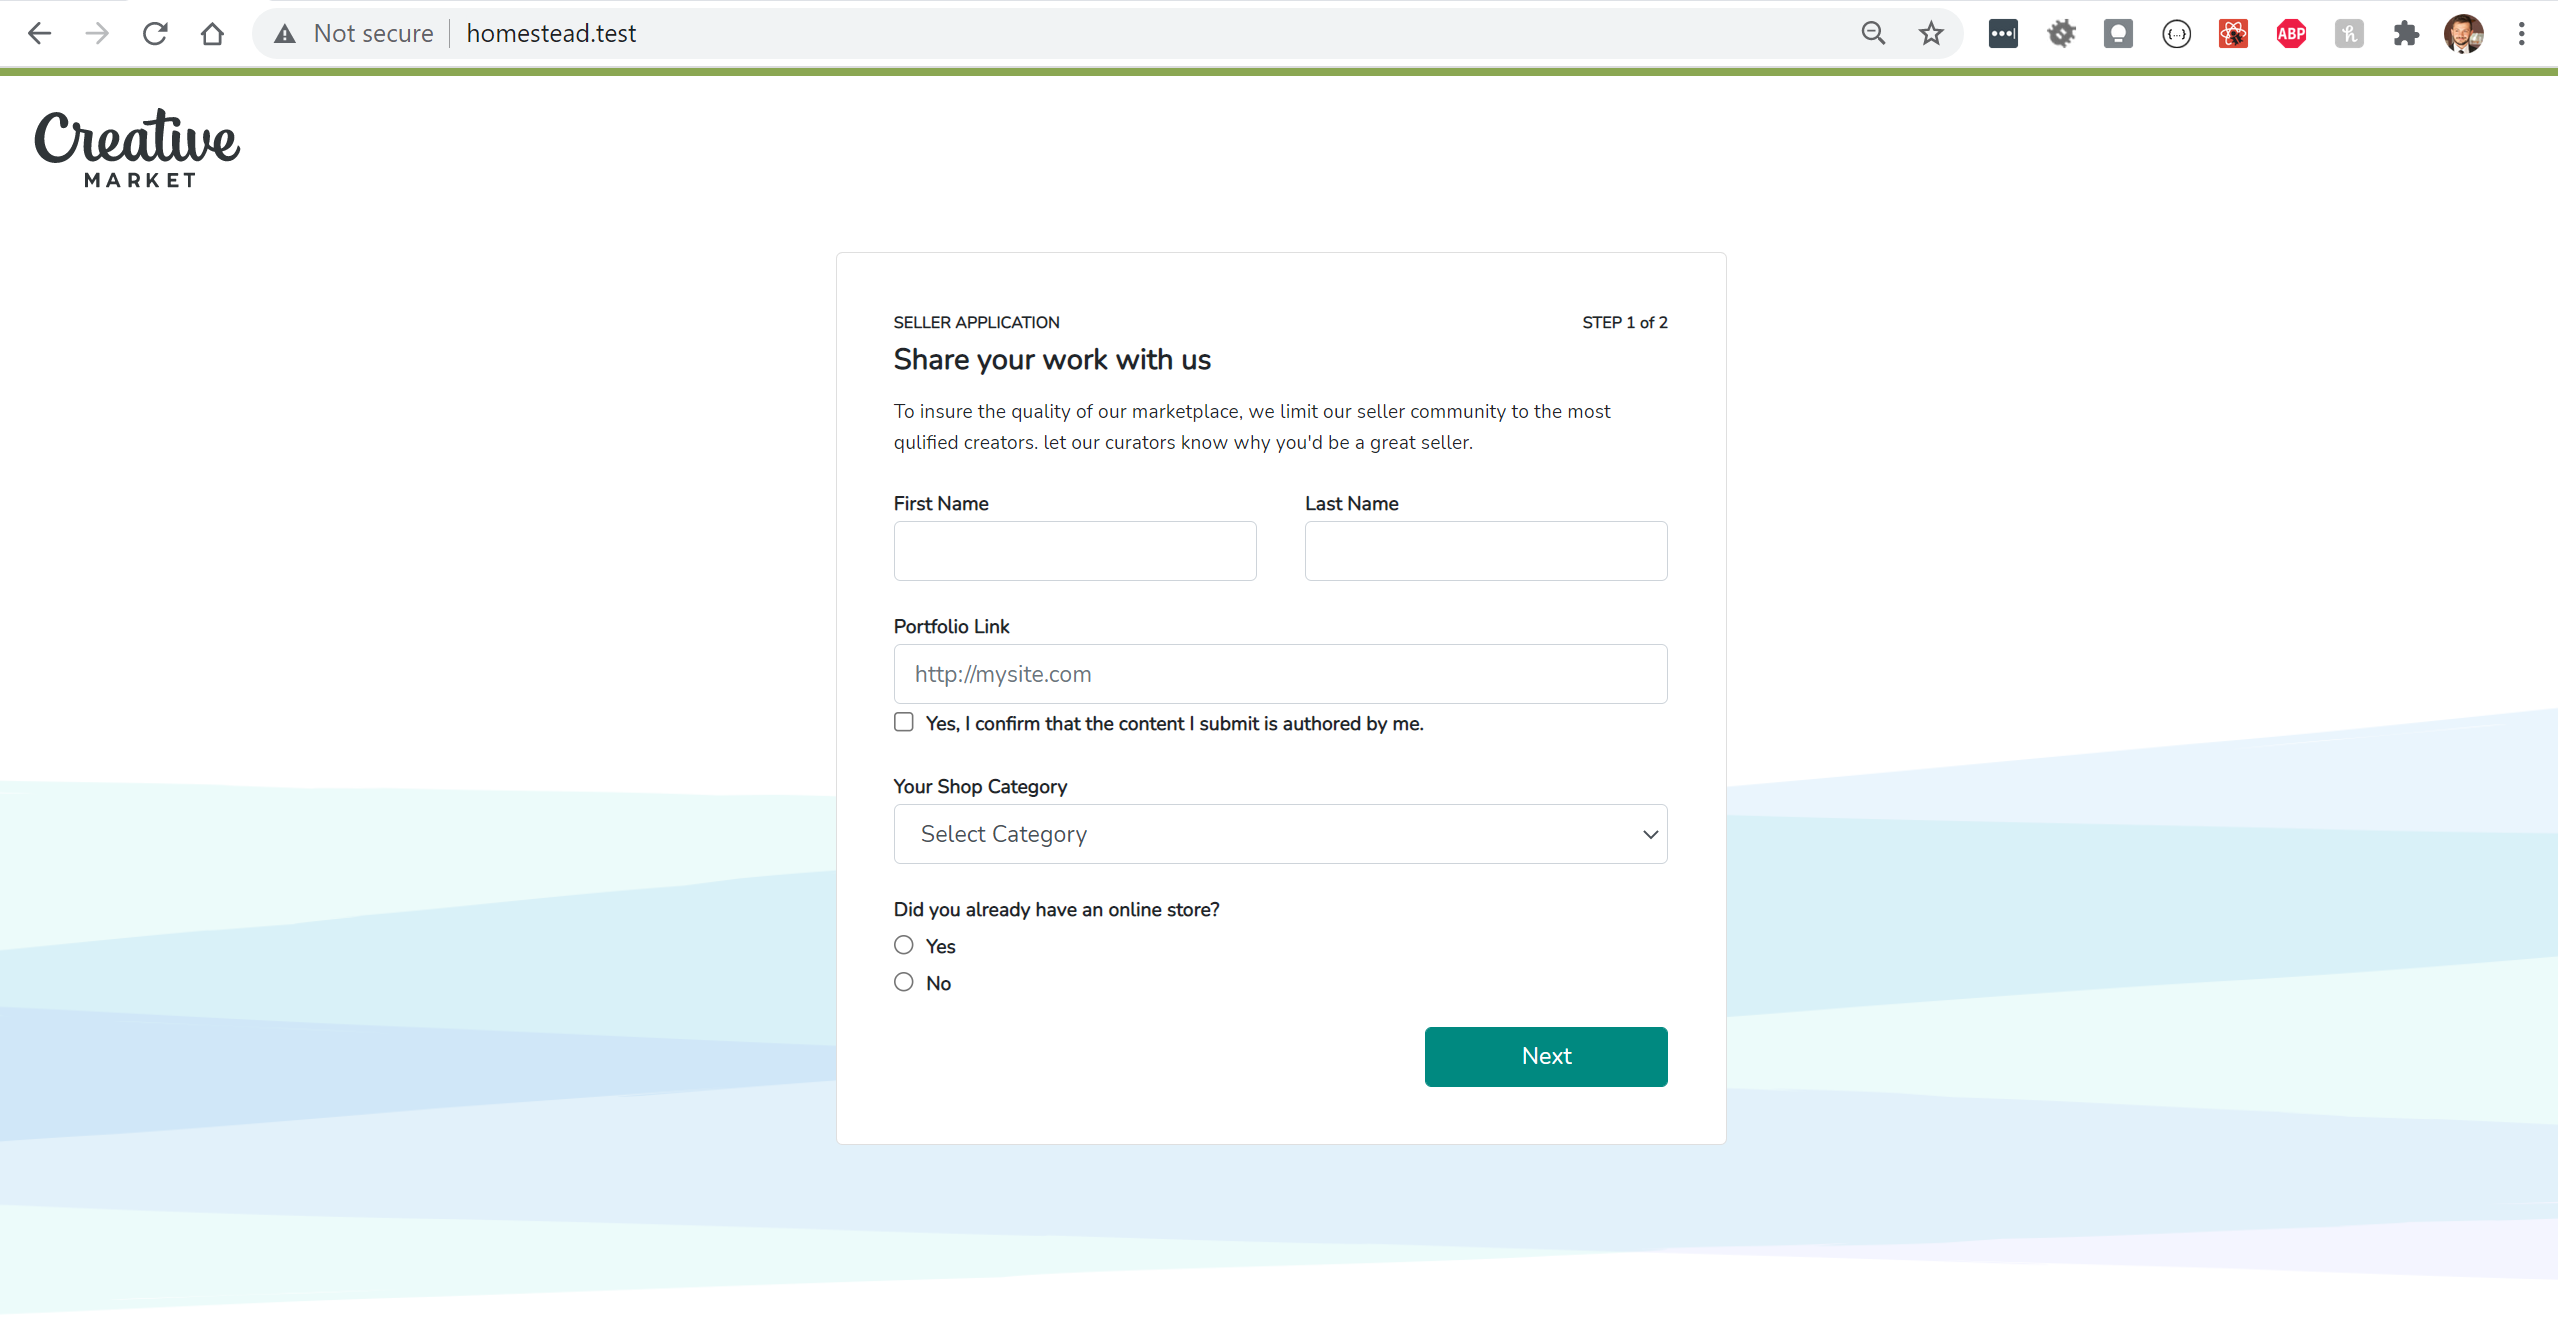 Not secure
homestead.test
{...}
ABP
h
Creative
MARKET
SELLER APPLICATION
STEP 1 of 2
Share your work with us
To insure the quality of our marketplace, we limit our seller community to the most
qulified creators. let our curators know why you'd be a great seller.
First Name
Last Name
Portfolio Link
http://mysite.com
Yes, I confirm that the content I submit is authored by me.
Your Shop Category
Select Category
Did you already have an online store?
Yes
No
Next